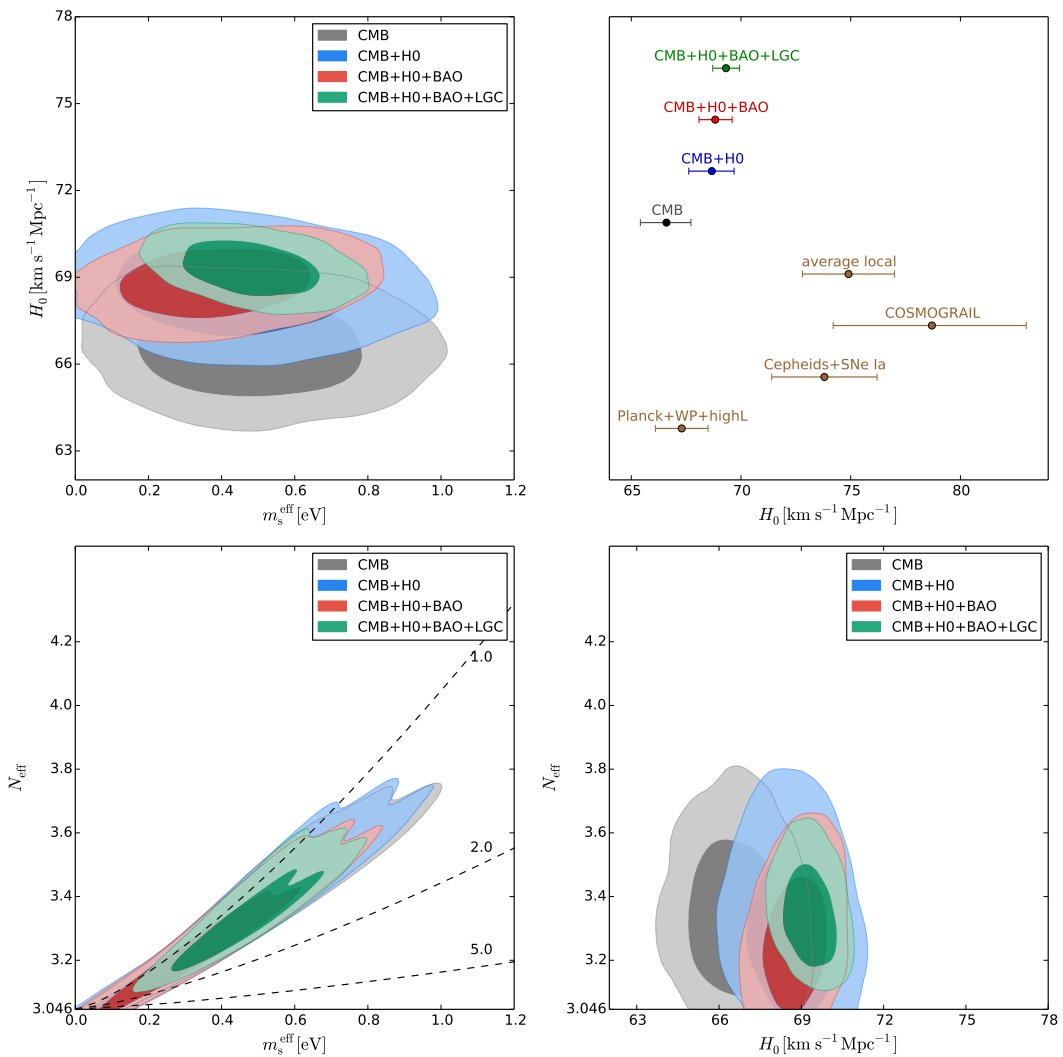 CMB
CMB+H0
CMB+H0+BAO
CMB+H0+BAO+LGC
78
75
72
69
66
63
H₀ [km s⁻¹ Mpc⁻¹]
0.0 0.2 0.4 0.6 0.8 1.0 1.2
mₛᵉᶠᶠ [eV]
CMB+H0+BAO+LGC
CMB+H0+BAO
CMB+H0
CMB
average local
COSMOGRAIL
Cepheids+SNe Ia
Planck+WP+highL
65 70 75 80
H₀ [km s⁻¹ Mpc⁻¹]
CMB
CMB+H0
CMB+H0+BAO
CMB+H0+BAO+LGC
4.2
4.0
3.8
3.6
3.4
3.2
3.046
N_eff
1.0
2.0
5.0
0.0 0.2 0.4 0.6 0.8 1.0 1.2
mₛᵉᶠᶠ [eV]
CMB
CMB+H0
CMB+H0+BAO
CMB+H0+BAO+LGC
4.2
4.0
3.8
3.6
3.4
3.2
3.046
N_eff
63 66 69 72 75 78
H₀ [km s⁻¹ Mpc⁻¹]